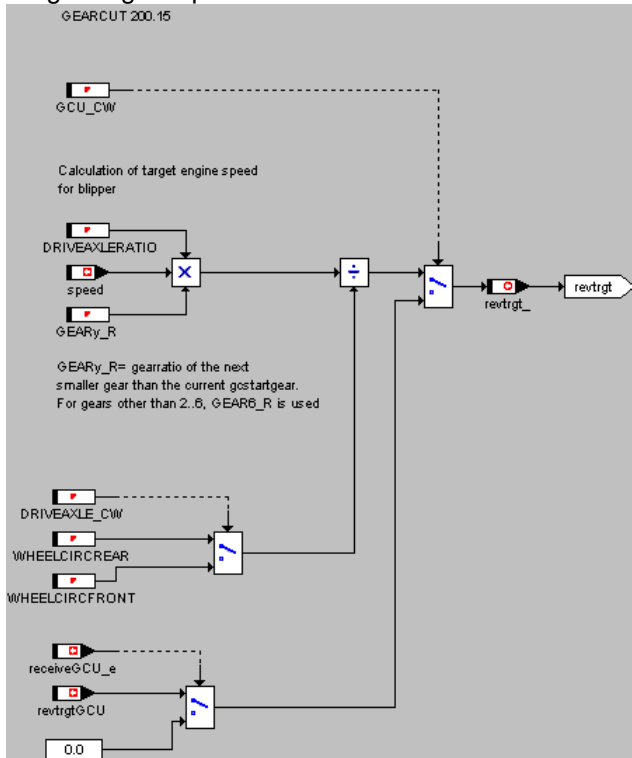 GEARCUT 200.15
GCU_CW
Calculation of target engine speed
for blipper
DRIVEAXLERATIO
speed
GEARy_R
revtrgt_
revtrgt
GEARy_R= gearratio of the next
smaller gear than the current gcstartgear.
For gears other than 2..6, GEAR6_R is used
DRIVEAXLE_CW
WHEELCIRCREAR
WHEELCIRCFRONT
receiveGCU_e
revtrgtGCU
0.0